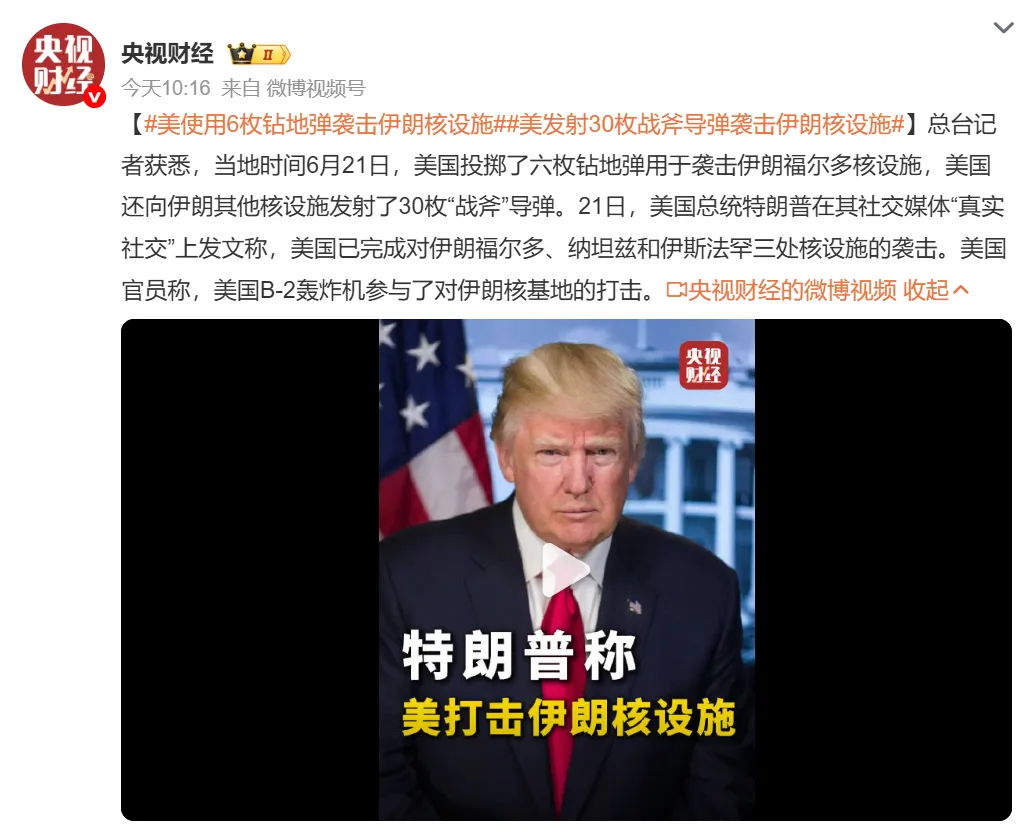 央视
财经
央视财经 II
今天10:16 来自 微博视频号
【#美使用6枚钻地弹袭击伊朗核设施##美发射30枚战斧导弹袭击伊朗核设施#】总台记
者获悉，当地时间6月21日，美国投掷了六枚钻地弹用于袭击伊朗福尔多核设施，美国
还向伊朗其他核设施发射了30枚“战斧”导弹。21日，美国总统特朗普在其社交媒体“真实
社交”上发文称，美国已完成对伊朗福尔多、纳坦兹和伊斯法罕三处核设施的袭击。美国
官员称，美国B-2轰炸机参与了对伊朗核基地的打击。央视财经的微博视频 收起
央视
财经
特朗普称
美打击伊朗核设施